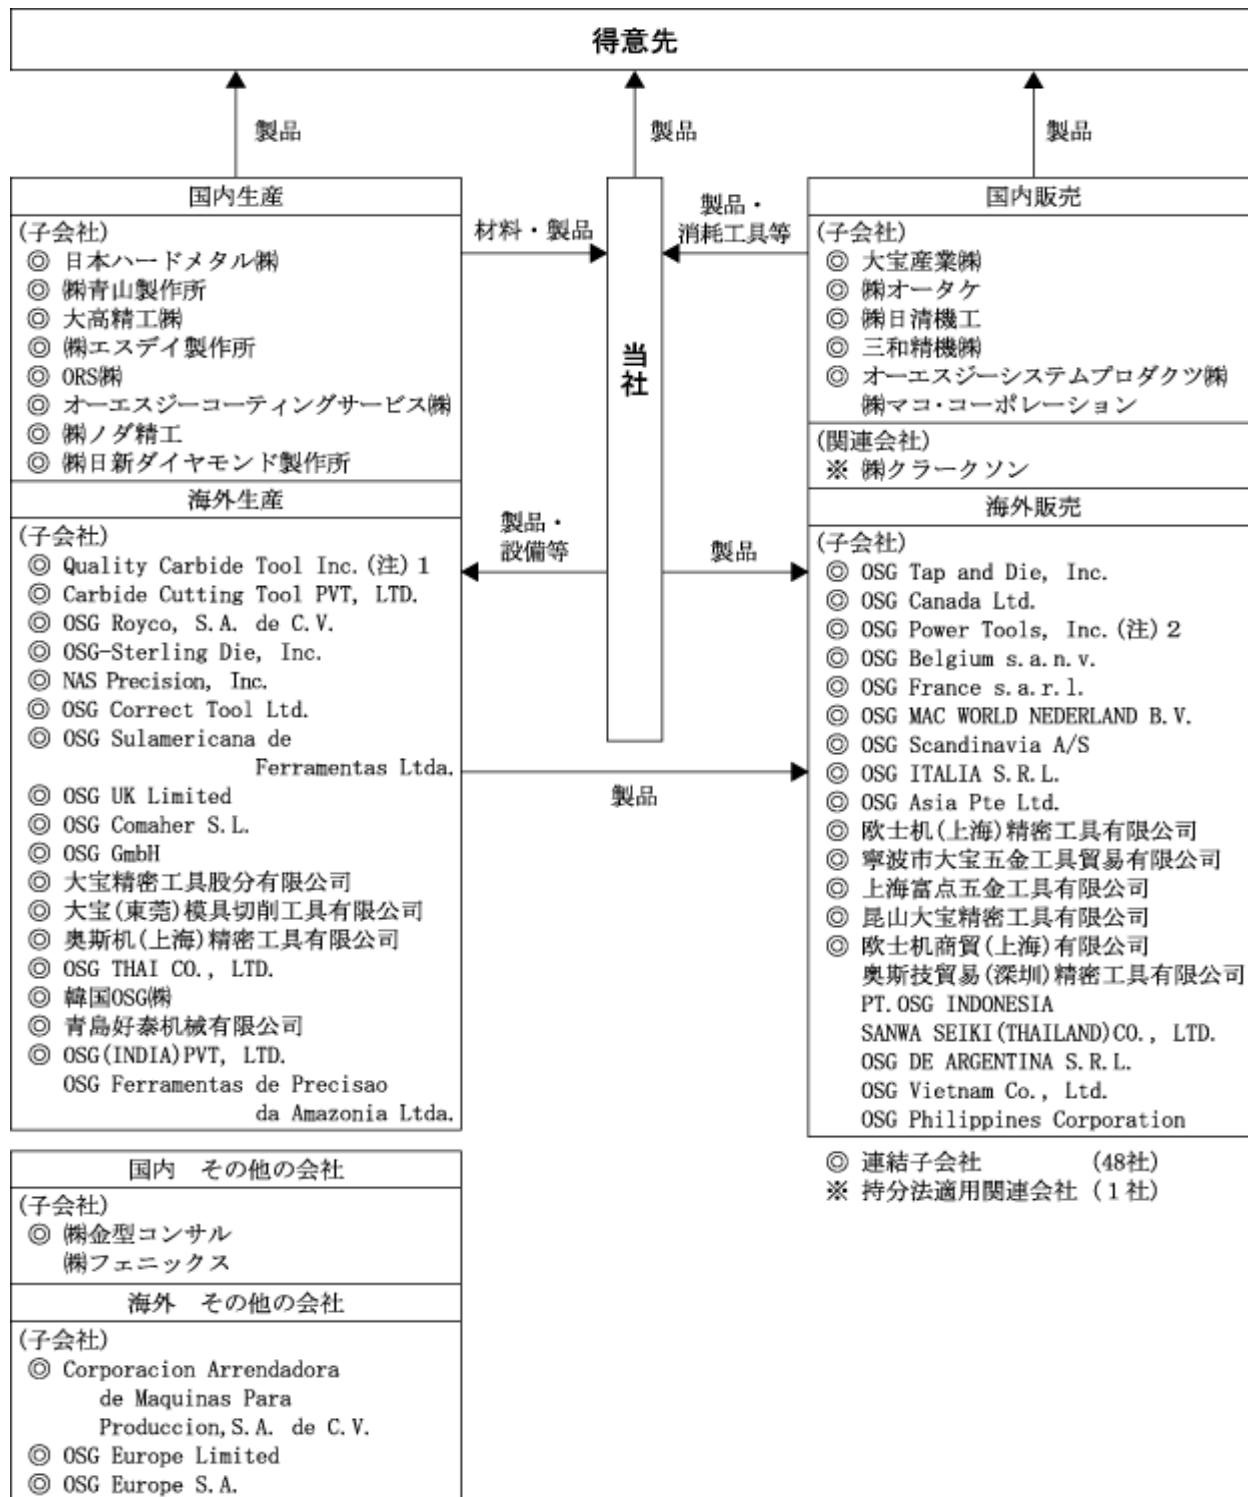 得意先
製品
製品
製品
国内生産
(子会社)
◎ 日本ハードメタル㈱
◎ ㈱青山製作所
◎ 大高精工㈱
◎ ㈱エスデイ製作所
◎ ORS㈱
◎ オーエスジーコーティングサービス㈱
◎ ㈱ノダ精工
◎ ㈱日新ダイヤモンド製作所
海外生産
(子会社)
◎ Quality Carbide Tool Inc.(注)1
◎ Carbide Cutting Tool PVT, LTD.
◎ OSG Royco, S.A. de C.V.
◎ OSG-Sterling Die, Inc.
◎ NAS Precision, Inc.
◎ OSG Correct Tool Ltd.
◎ OSG Sulamericana de
Ferramentas Ltda.
◎ OSG UK Limited
◎ OSG Comaher S.L.
◎ OSG GmbH
◎ 大宝精密工具股分有限公司
◎ 大宝(東莞)模具切削工具有限公司
◎ 奥斯机(上海)精密工具有限公司
◎ OSG THAI CO., LTD.
◎ 韓国OSG㈱
◎ 青島好泰机械有限公司
◎ OSG(INDIA)PVT, LTD.
OSG Ferramentas de Precisao
da Amazonia Ltda.
材料・製品
製品・
設備等
当社
製品・
消耗工具等
製品
製品
国内販売
(子会社)
◎ 大宝産業㈱
◎ ㈱オータケ
◎ ㈱日清機工
◎ 三和精機㈱
◎ オーエスジーシステムプロダクツ㈱
㈱マコ・コーポレーション
(関連会社)
※ ㈱クラークソン
海外販売
(子会社)
◎ OSG Tap and Die, Inc.
◎ OSG Canada Ltd.
◎ OSG Power Tools, Inc.(注)2
◎ OSG Belgium s.a.n.v.
◎ OSG France s.a.r.l.
◎ OSG MAC WORLD NEDERLAND B.V.
◎ OSG Scandinavia A/S
◎ OSG ITALIA S.R.L.
◎ OSG Asia Pte Ltd.
◎ 欧士机(上海)精密工具有限公司
◎ 寧波市大宝五金工具貿易有限公司
◎ 上海富点五金工具有限公司
◎ 昆山大宝精密工具有限公司
◎ 欧士机商貿(上海)有限公司
奥斯技貿易(深圳)精密工具有限公司
PT.OSG INDONESIA
SANWA SEIKI(THAILAND)CO., LTD.
OSG DE ARGENTINA S.R.L.
OSG Vietnam Co., Ltd.
OSG Philippines Corporation
◎ 連結子会社 (48社)
※ 持分法適用関連会社 (1社)
国内 その他の会社
(子会社)
◎ ㈱金型コンサル
㈱フェニックス
海外 その他の会社
(子会社)
◎ Corporacion Arrendadora
de Maquinas Para
Produccion,S.A. de C.V.
◎ OSG Europe Limited
◎ OSG Europe S.A.